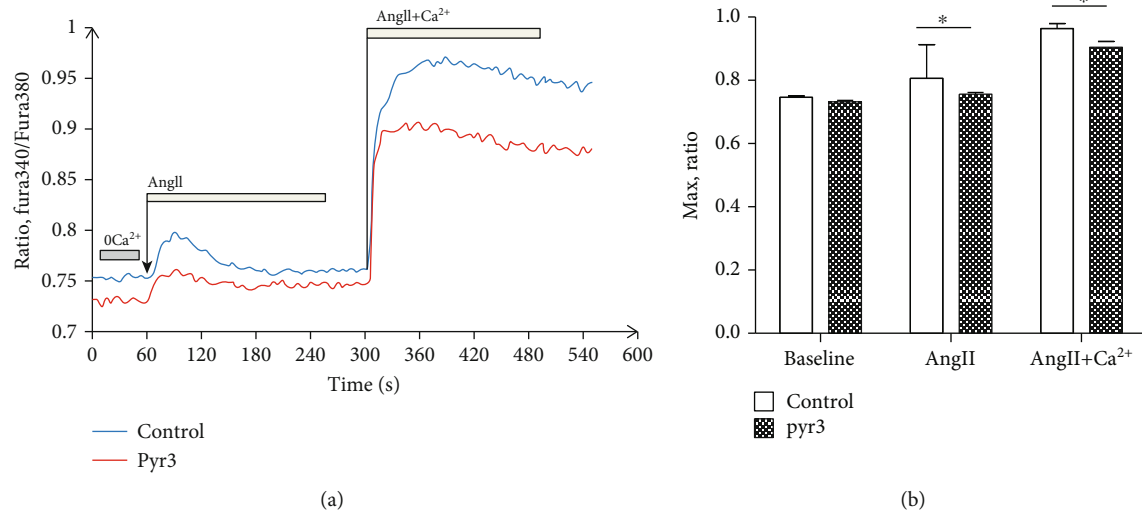 1
0.95
0.9
0.85
0.8
0.75
0.7
Ratio, fura340/Fura380
0Ca²⁺
AngII
AngII+Ca²⁺
0 60 120 180 240 300 360 420 480 540 600
Time (s)
Control
Pyr3
(a)
1.0
0.8
0.6
0.4
0.2
0.0
Max, ratio
*
*
Baseline AngII AngII+Ca²⁺
Control
pyr3
(b)